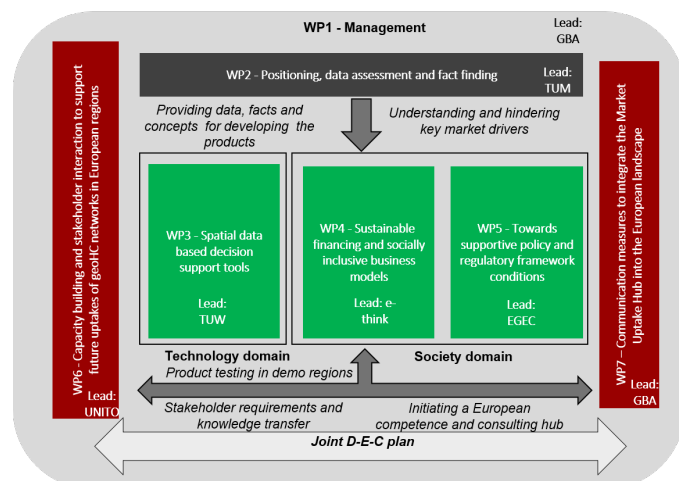 WP1 - Management
Lead:
GBA
WP2 - Positioning, data assessment and fact finding
Lead:
TUM
Providing data, facts and
concepts for developing the
products
Understanding and hindering
key market drivers
WP6 - Capacity building and stakeholder interaction to support
future uptakes of geoHC networks in European regions
Lead:
UNITO
WP3 - Spatial data
based decision
support tools
Lead:
TUW
WP4 - Sustainable
financing and socially
inclusive business
models
Lead: e-
think
WP5 - Towards
supportive policy and
regulatory framework
conditions
Lead:
EGEC
WP7 – Communication measures to integrate the Market
Uptake Hub into the European landscape
Lead:
GBA
Technology domain
Society domain
Product testing in demo regions
Stakeholder requirements and
knowledge transfer
Initiating a European
competence and consulting hub
Joint D-E-C plan